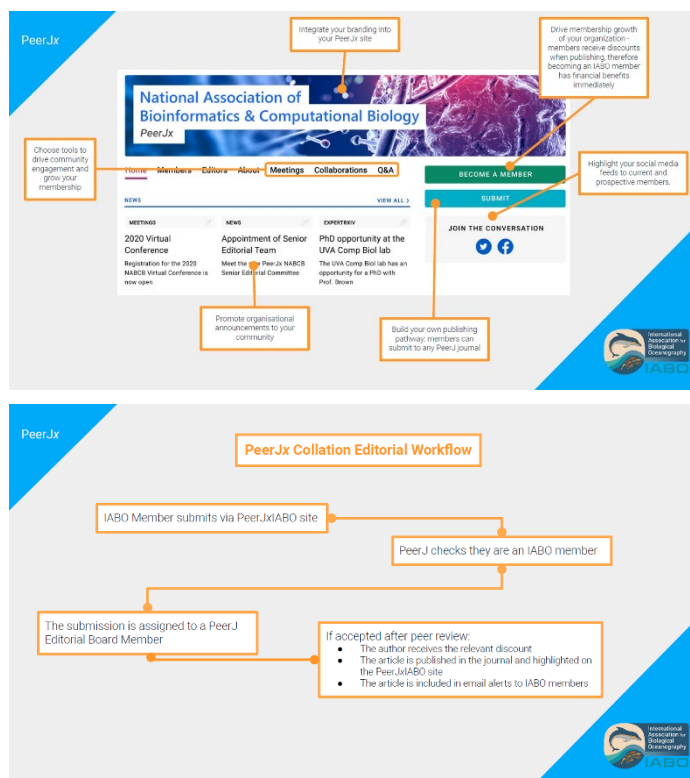 PeerJx
Integrate your branding into
your PeerJx site
Drive membership growth
of your organization -
members receive discounts
when publishing, therefore
becoming an IABO member
has financial benefits
immediately
National Association of
Bioinformatics & Computational Biology
PeerJx
Choose tools to
drive community
engagement and
grow your
membership
Home Members Editors About Meetings Collaborations Q&A
BECOME A MEMBER
Highlight your social media
feeds to current and
prospective members.
SUBMIT
NEWS VIEW ALL >
JOIN THE CONVERSATION
MEETINGS
2020 Virtual
Conference
Registration for the 2020
NABCB Virtual Conference is
now open
NEWS
Appointment of Senior
Editorial Team
Meet the PeerJx NABCB
Senior Editorial Committee
EXPERTXIV
PhD opportunity at the
UVA Comp Biol lab
The UVA Comp Biol lab has an
opportunity for a PhD with
Prof. Brown
Promote organisational
announcements to your
community
Build your own publishing
pathway: members can
submit to any PeerJ journal
International
Association for
Biological
Oceanography
IABO
PeerJx
PeerJx Collation Editorial Workflow
IABO Member submits via PeerJxIABO site
PeerJ checks they are an IABO member
The submission is assigned to a PeerJ
Editorial Board Member
If accepted after peer review:
● The author receives the relevant discount
● The article is published in the journal and highlighted on
the PeerJxIABO site
● The article is included in email alerts to IABO members
International
Association for
Biological
Oceanography
IABO